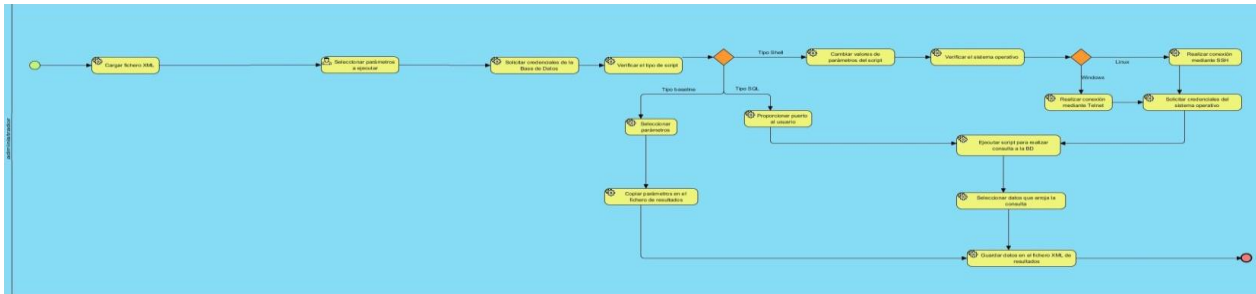 administrador
Cargar fichero XML
Seleccionar parámetros
a ejecutar
Solicitar credenciales de la
Base de Datos
Verificar el tipo de script
Tipo Shell
Cambiar valores de
parámetros del script
Verificar el sistema operativo
Linux
Realizar conexión
mediante SSH
Windows
Realizar conexión
mediante Telnet
Solicitar credenciales del
sistema operativo
Tipo baseline
Tipo SQL
Seleccionar
parámetros
Proporcionar puerto
al usuario
Ejecutar script para realizar
consulta a la BD
Copiar parámetros en el
fichero de resultados
Seleccionar datos que arroja la
consulta
Guardar datos en el fichero XML de
resultados